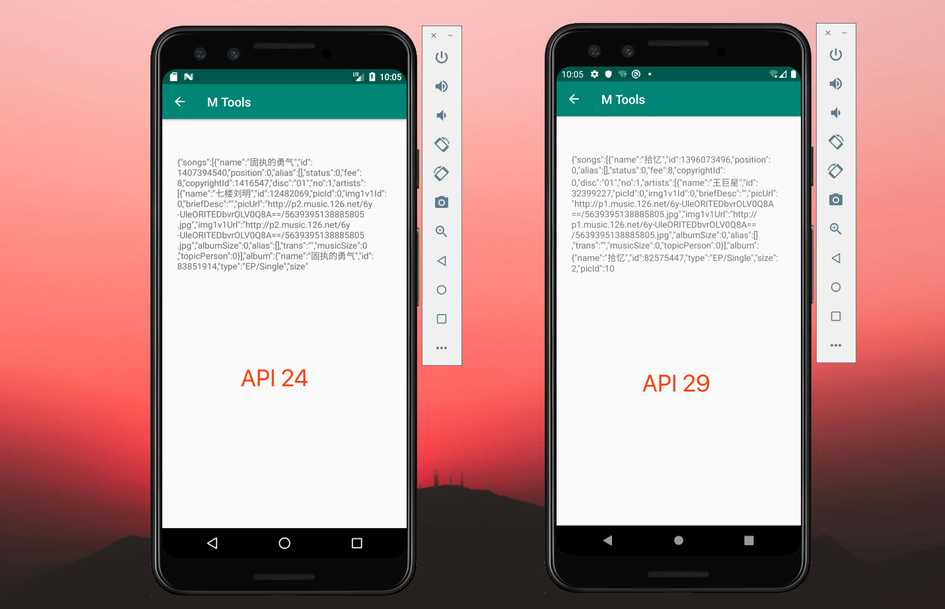 10:05
M Tools
{"songs":[{"name":"固执的勇气","id":
1407394540,"position":0,"alias":[],"status":0,"fee":
8,"copyrightId":1416547,"disc":"01","no":1,"artists":
[{"name":"七楼刘明","id":12482069,"picId":0,"img1v1Id":
0,"briefDesc":"","picUrl":"http://p2.music.126.net/6y
-UleORITEDbvrOLV0Q8A==/5639395138885805
.jpg","img1v1Url":"http://p2.music.126.net/6y
-UleORITEDbvrOLV0Q8A==/5639395138885805
.jpg","albumSize":0,"alias":[],"trans":"","musicSize":0
,"topicPerson":0}],"album":{"name":"固执的勇气","id":
83851914,"type":"EP/Single","size"
API 24
10:05
M Tools
{"songs":[{"name":"拾忆","id":1396073496,"position":
0,"alias":[],"status":0,"fee":8,"copyrightId":
0,"disc":"01","no":1,"artists":[{"name":"王巨星","id":
32399227,"picId":0,"img1v1Id":0,"briefDesc":"","picUrl":
"http://p1.music.126.net/6y-UleORITEDbvrOLV0Q8A
==/5639395138885805.jpg","img1v1Url":"http://
p1.music.126.net/6y-UleORITEDbvrOLV0Q8A==
/5639395138885805.jpg","albumSize":0,"alias":[]
,"trans":"","musicSize":0,"topicPerson":0}],"album":
{"name":"拾忆","id":82575447,"type":"EP/Single","size":
2,"picId":10
API 29